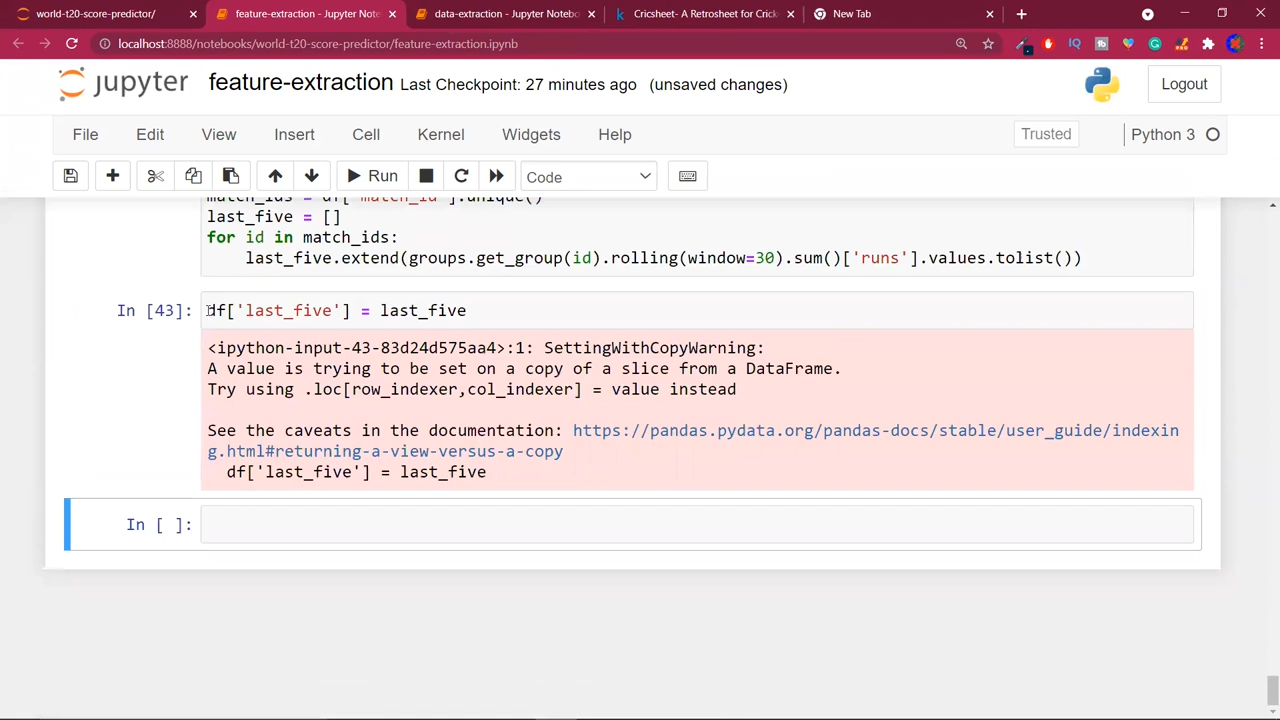 world-t20-score-predictor/
feature-extraction - Jupyter Note
data-extraction - Jupyter Notebo
Cricsheet- A Retrosheet for Crick
New Tab
localhost:8888/notebooks/world-t20-score-predictor/feature-extraction.ipynb
jupyter feature-extraction Last Checkpoint: 27 minutes ago (unsaved changes)
Logout
File Edit View Insert Cell Kernel Widgets Help
Trusted
Python 3
Run
Code
match_ids = df['match_id'].unique()
last_five = []
for id in match_ids:
last_five.extend(groups.get_group(id).rolling(window=30).sum()['runs'].values.tolist())
In [43]: df['last_five'] = last_five
<ipython-input-43-83d24d575aa4>:1: SettingWithCopyWarning:
A value is trying to be set on a copy of a slice from a DataFrame.
Try using .loc[row_indexer,col_indexer] = value instead
See the caveats in the documentation: https://pandas.pydata.org/pandas-docs/stable/user_guide/indexin
g.html#returning-a-view-versus-a-copy
df['last_five'] = last_five
In [ ]: